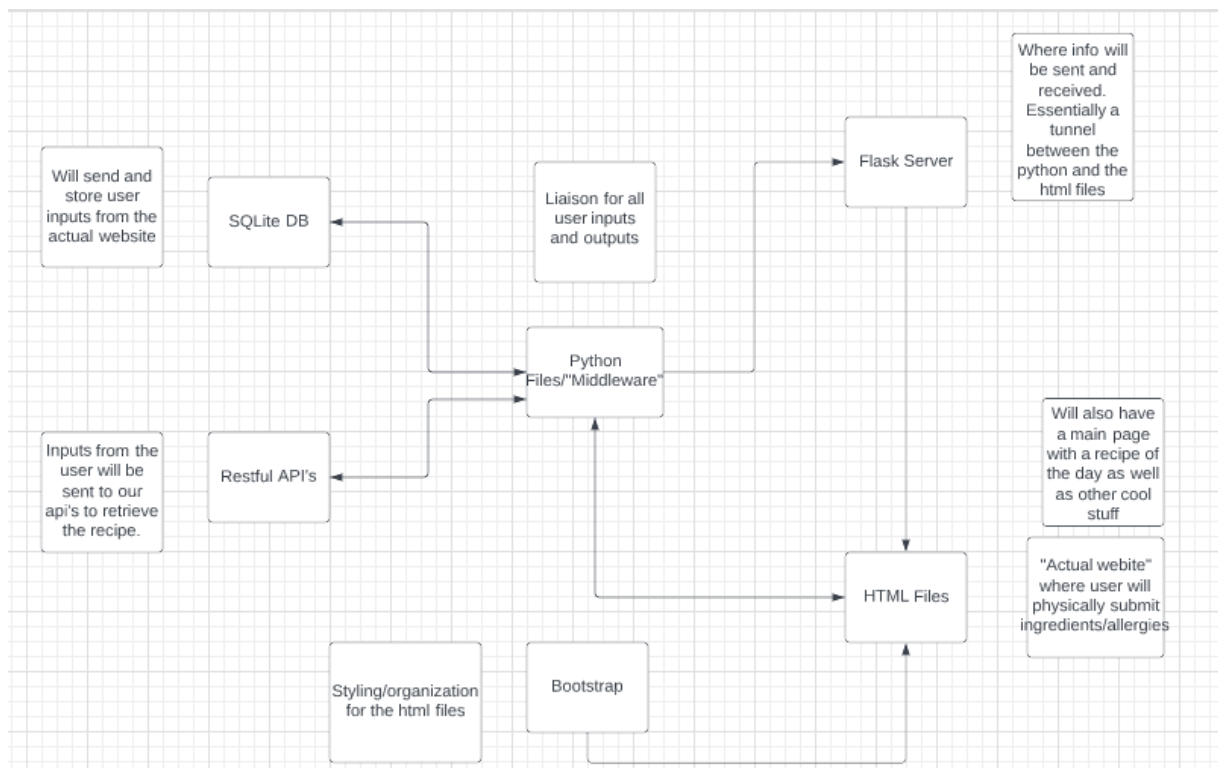 Where info will
be sent and
received.
Essentially a
tunnel
between the
python and the
html files
Flask Server
Will send and
store user
inputs from the
actual website
SQLite DB
Liaison for all
user inputs
and outputs
Python
Files/"Middleware"
Inputs from the
user will be
sent to our
api's to retrieve
the recipe.
Restful API's
Will also have
a main page
with a recipe of
the day as well
as other cool
stuff
HTML Files
"Actual webite"
where user will
physically submit
ingredients/allergies
Styling/organization
for the html files
Bootstrap